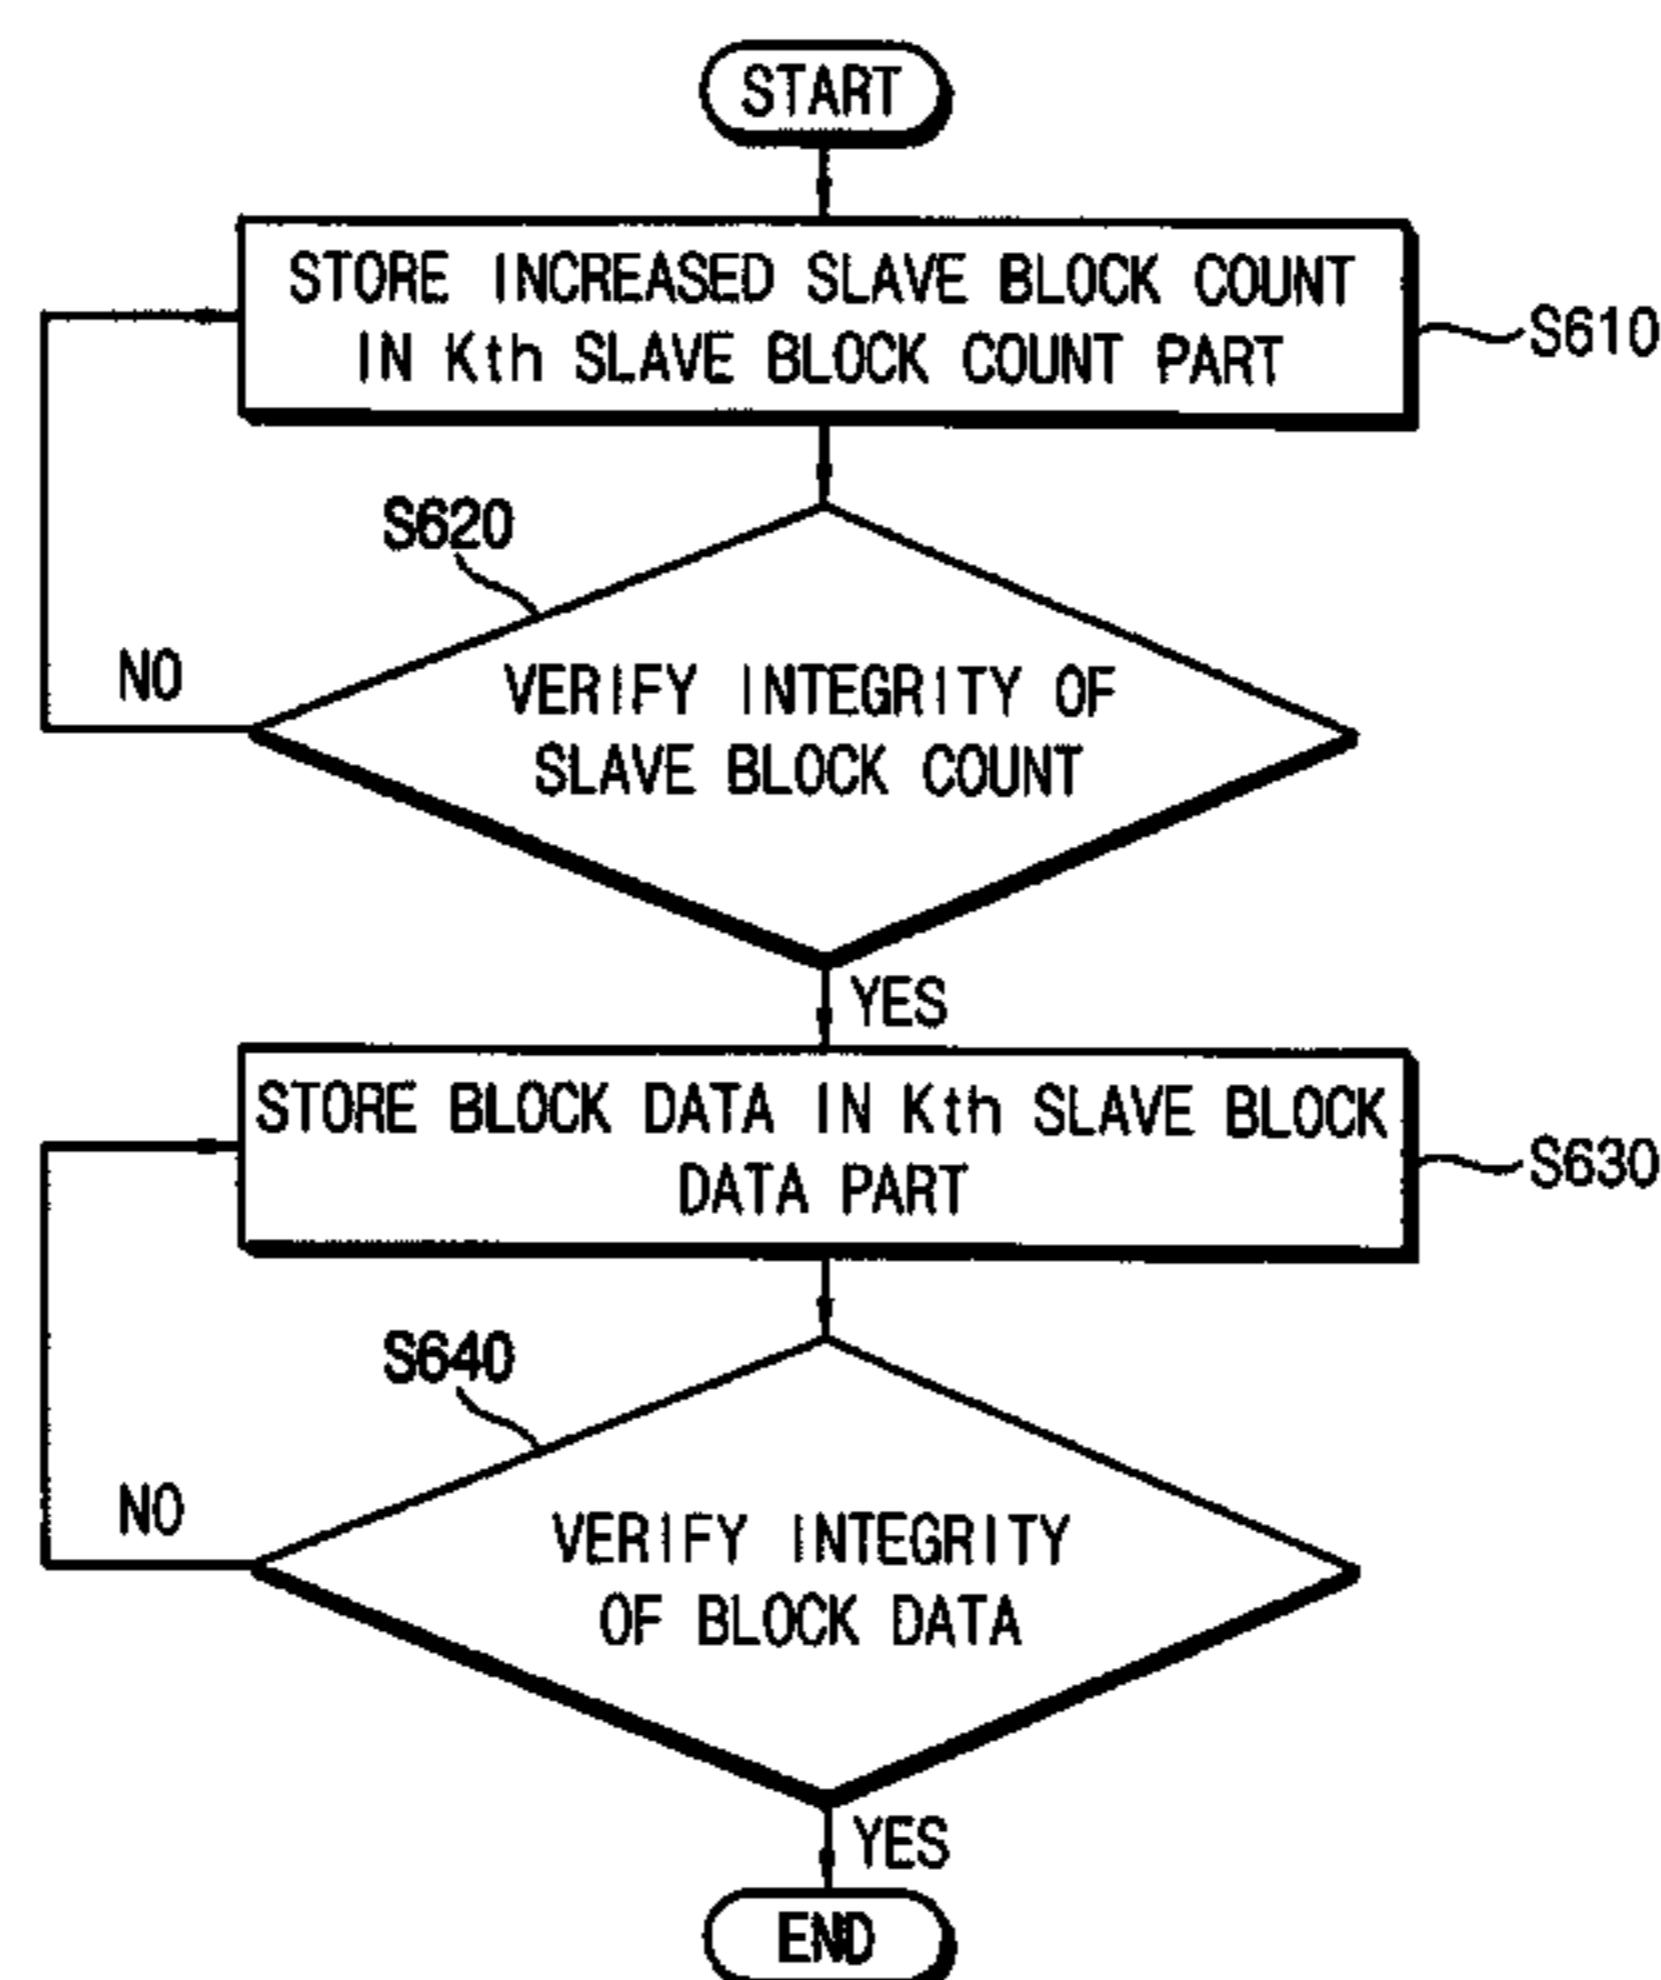 START
STORE INCREASED SLAVE BLOCK COUNT
IN Kth SLAVE BLOCK COUNT PART
S610
S620
NO
VERIFY INTEGRITY OF
SLAVE BLOCK COUNT
YES
STORE BLOCK DATA IN Kth SLAVE BLOCK
DATA PART
S630
S640
NO
VERIFY INTEGRITY
OF BLOCK DATA
YES
END